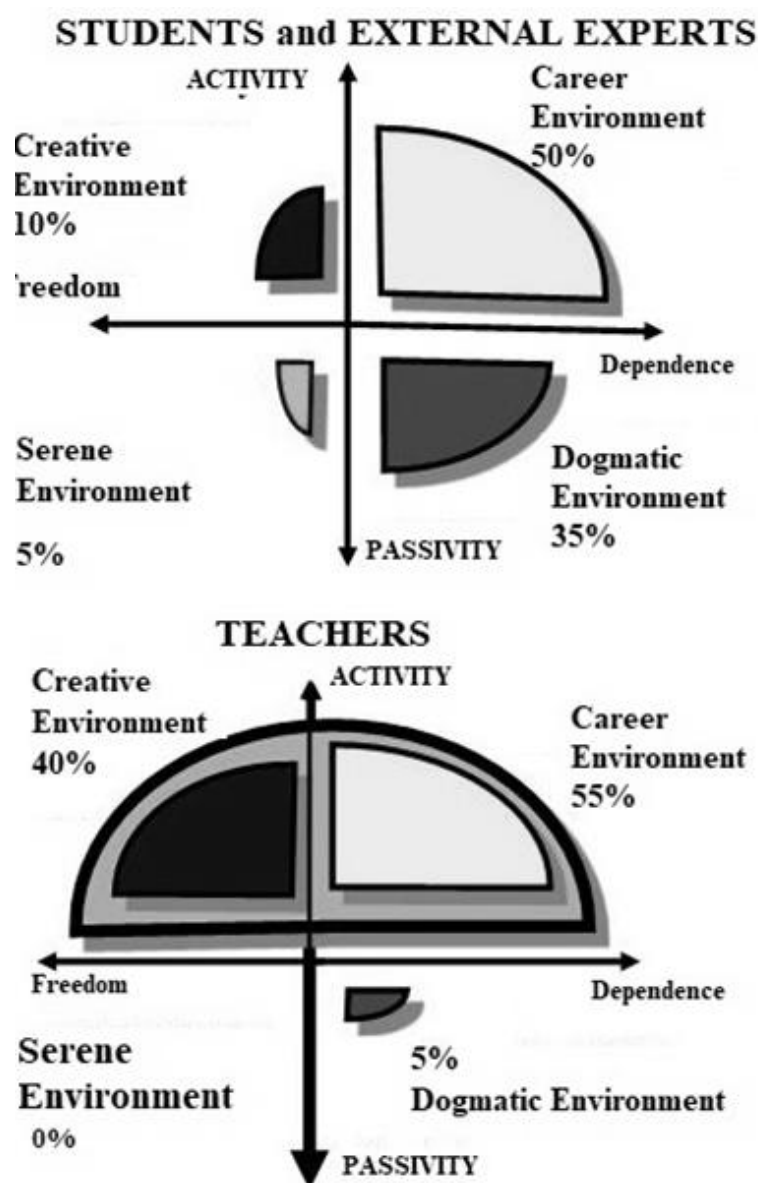 STUDENTS and EXTERNAL EXPERTS
ACTIVITY
Career
Environment
50%
Creative
Environment
10%
reedom
Dependence
Serene
Environment
5%
Dogmatic
Environment
35%
PASSIVITY
TEACHERS
ACTIVITY
Creative
Environment
40%
Career
Environment
55%
Freedom
Dependence
Serene
Environment
0%
5%
Dogmatic Environment
PASSIVITY